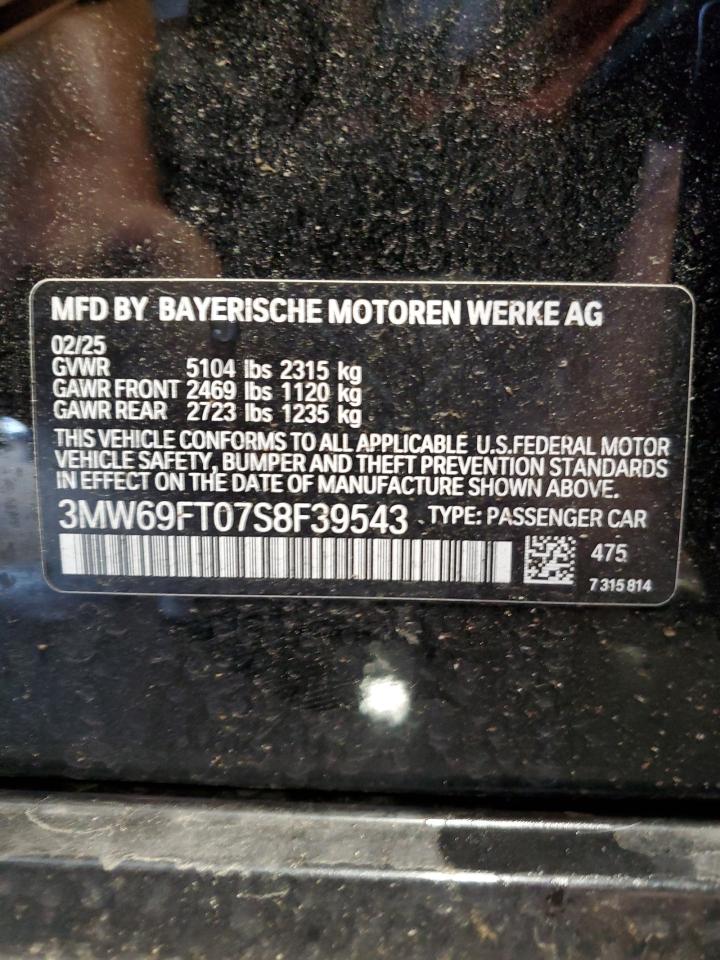 MFD BY BAYERISCHE MOTOREN WERKE AG
02/25
GVWR 5104 lbs 2315 kg
GAWR FRONT 2469 lbs 1120 kg
GAWR REAR 2723 lbs 1235 kg
THIS VEHICLE CONFORMS TO ALL APPLICABLE U.S.FEDERAL MOTOR
VEHICLE SAFETY, BUMPER AND THEFT PREVENTION STANDARDS
IN EFFECT ON THE DATE OF MANUFACTURE SHOWN ABOVE.
3MW69FT07S8F39543 TYPE: PASSENGER CAR
475
7 315 814